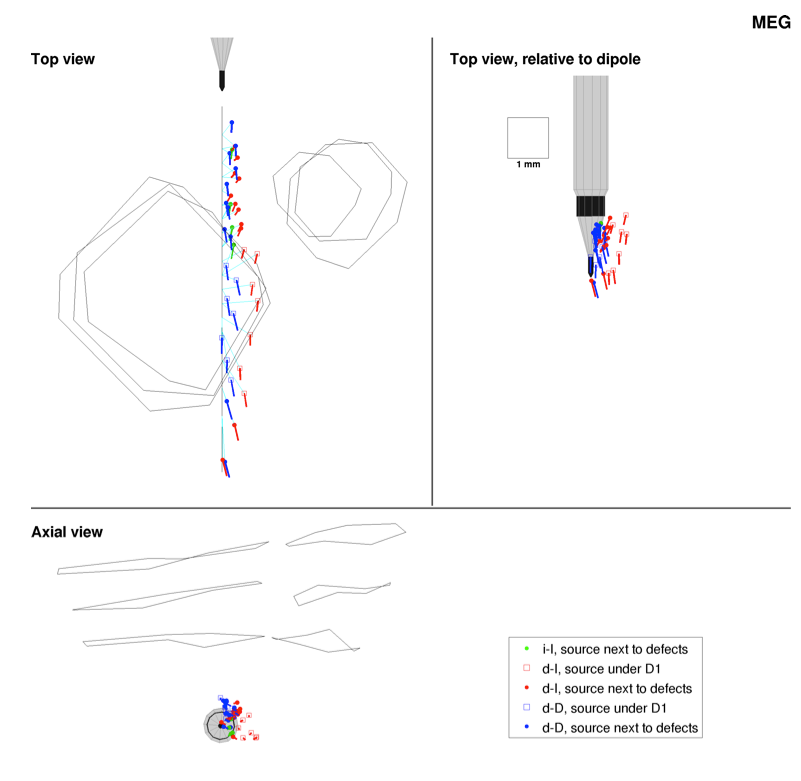 MEG
Top view
Top view, relative to dipole
1 mm
Axial view
i-I, source next to defects
d-I, source under D1
d-I, source next to defects
d-D, source under D1
d-D, source next to defects